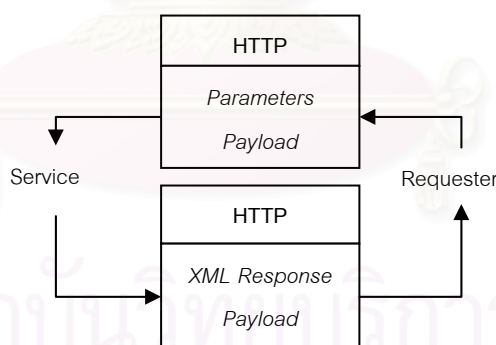 HTTP
Parameters
Payload
Service
Requester
HTTP
XML Response
Payload